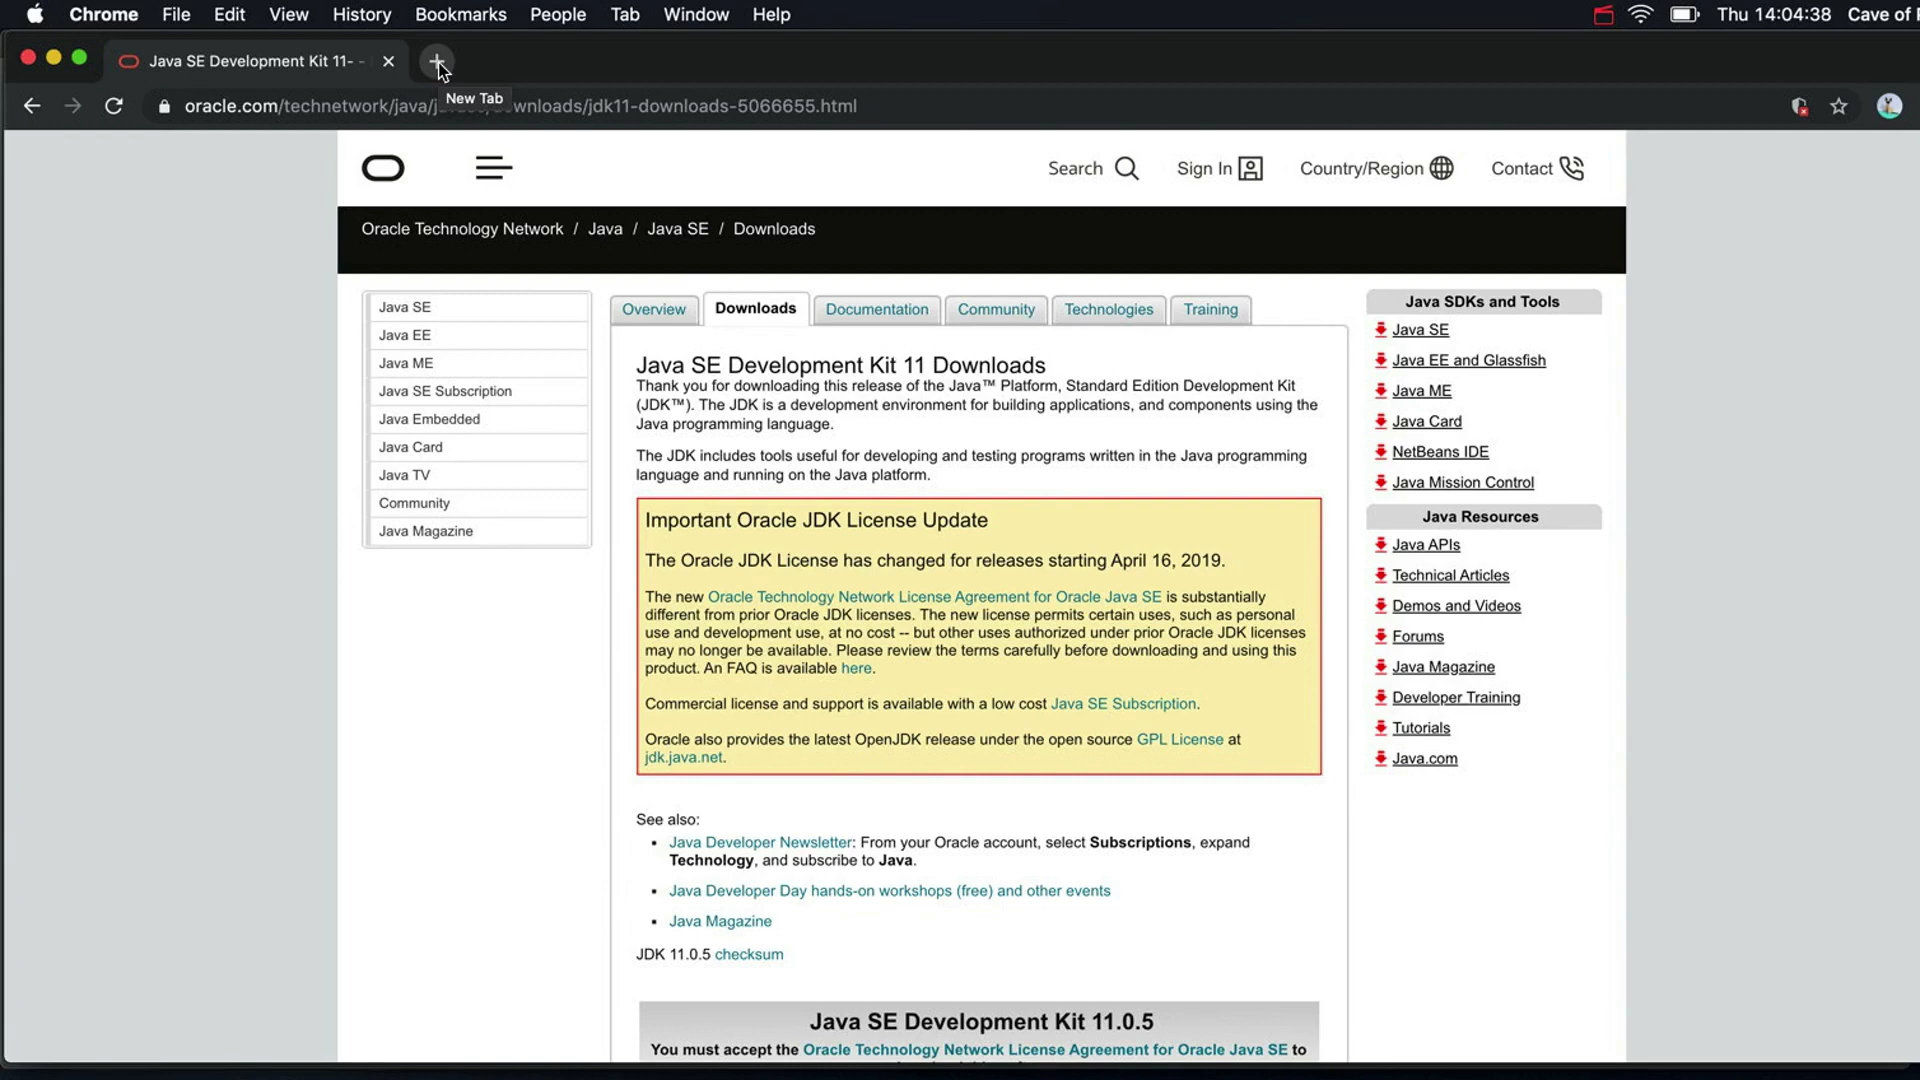 Chrome File Edit View History Bookmarks People Tab Window Help Thu 14:04:38 Cave of
Java SE Development Kit 11-
New Tab
oracle.com/technetwork/java/j wnloads/jdk11-downloads-5066655.html
Search Sign In Country/Region Contact
Oracle Technology Network / Java / Java SE / Downloads
Java SE
Java EE
Java ME
Java SE Subscription
Java Embedded
Java Card
Java TV
Community
Java Magazine
Overview Downloads Documentation Community Technologies Training
Java SE Development Kit 11 Downloads
Thank you for downloading this release of the Java™ Platform, Standard Edition Development Kit
(JDK™). The JDK is a development environment for building applications, and components using the
Java programming language.
The JDK includes tools useful for developing and testing programs written in the Java programming
language and running on the Java platform.
Important Oracle JDK License Update
The Oracle JDK License has changed for releases starting April 16, 2019.
The new Oracle Technology Network License Agreement for Oracle Java SE is substantially
different from prior Oracle JDK licenses. The new license permits certain uses, such as personal
use and development use, at no cost -- but other uses authorized under prior Oracle JDK licenses
may no longer be available. Please review the terms carefully before downloading and using this
product. An FAQ is available here.
Commercial license and support is available with a low cost Java SE Subscription.
Oracle also provides the latest OpenJDK release under the open source GPL License at
jdk.java.net.
See also:
Java Developer Newsletter: From your Oracle account, select Subscriptions, expand
Technology, and subscribe to Java.
Java Developer Day hands-on workshops (free) and other events
Java Magazine
JDK 11.0.5 checksum
Java SE Development Kit 11.0.5
You must accept the Oracle Technology Network License Agreement for Oracle Java SE to
Java SDKs and Tools
Java SE
Java EE and Glassfish
Java ME
Java Card
NetBeans IDE
Java Mission Control
Java Resources
Java APIs
Technical Articles
Demos and Videos
Forums
Java Magazine
Developer Training
Tutorials
Java.com